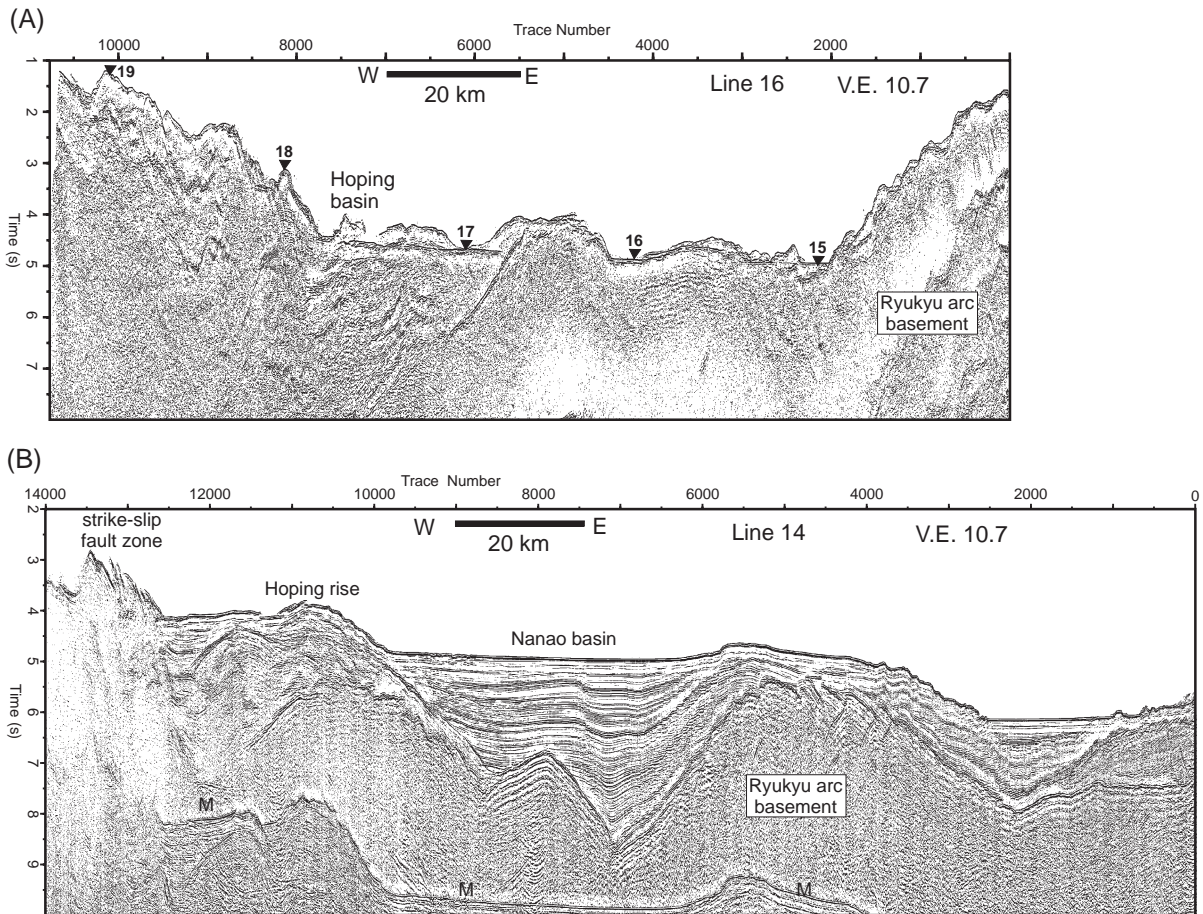 (A)
Trace Number
10000 8000 6000 4000 2000
1
2
3
4
5
6
7
Time (s)
W E
20 km
Line 16 V.E. 10.7
19
18
Hoping
basin
17
16
15
Ryukyu arc
basement
(B)
Trace Number
14000 12000 10000 8000 6000 4000 2000 0
2
3
4
5
6
7
8
9
Time (s)
strike-slip
fault zone
W E
20 km
Line 14 V.E. 10.7
Hoping rise
Nanao basin
Ryukyu arc
basement
M
M
M